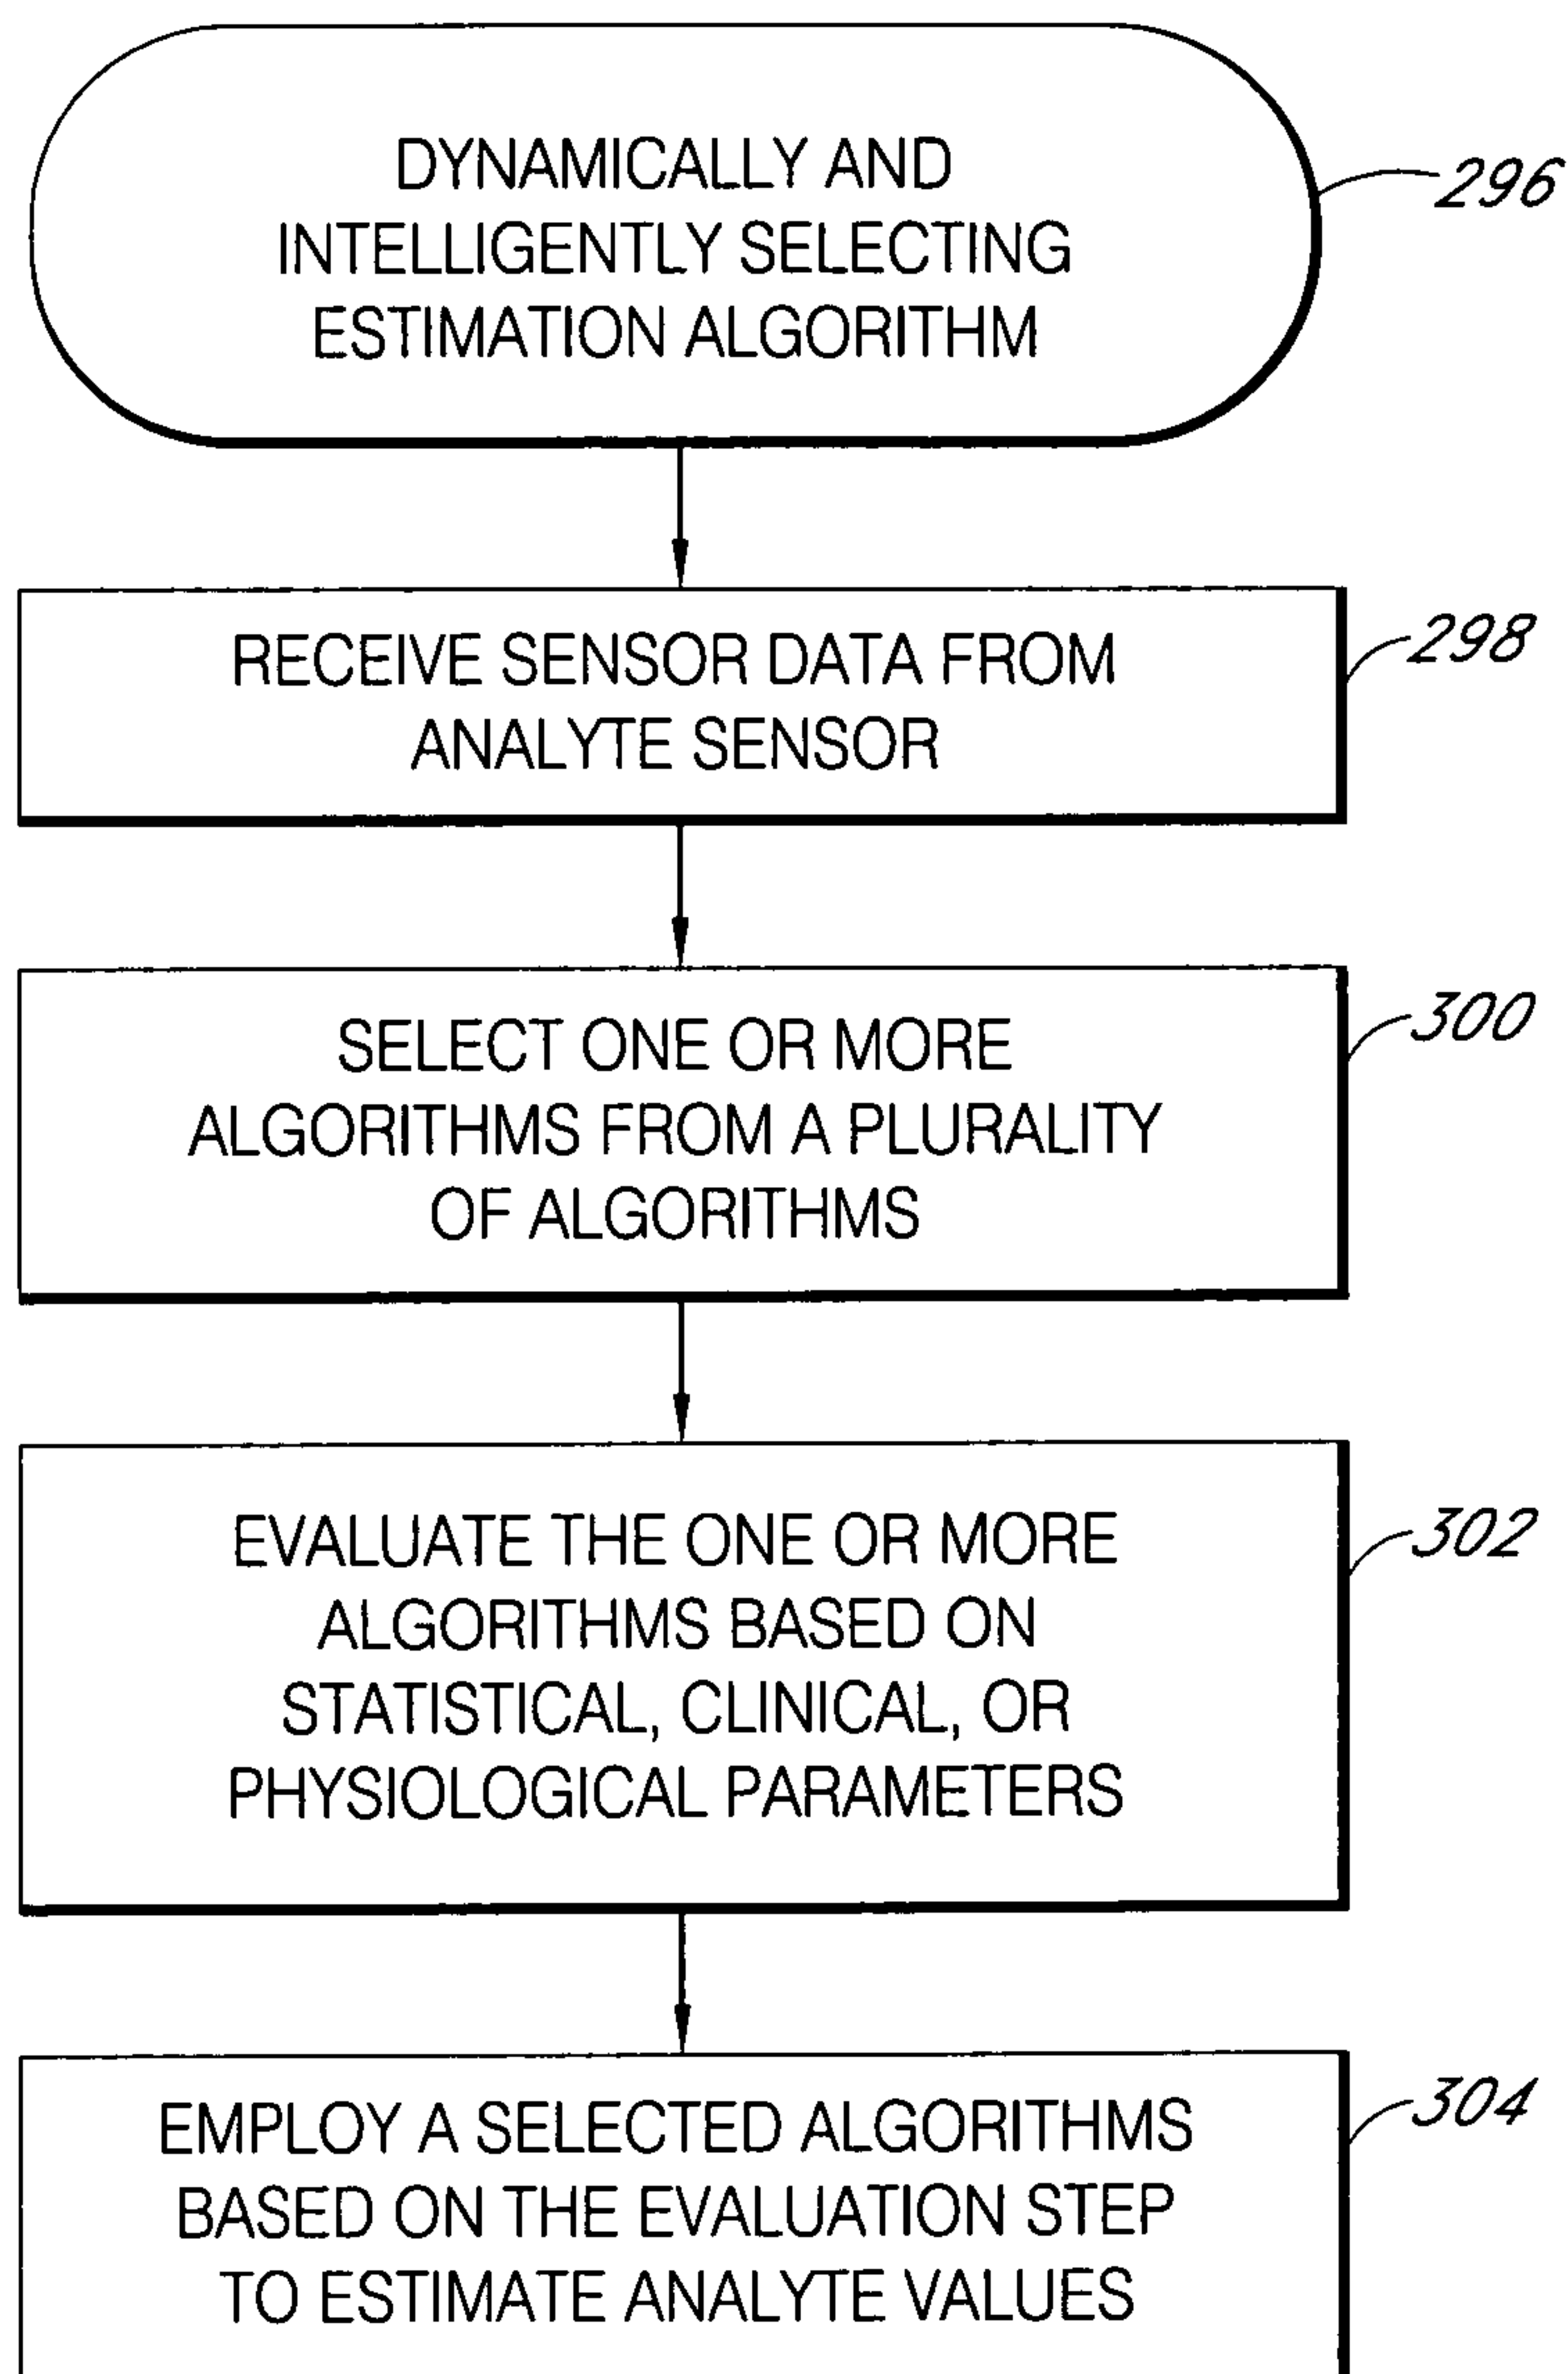 DYNAMICALLY AND
INTELLIGENTLY SELECTING
ESTIMATION ALGORITHM
296
RECEIVE SENSOR DATA FROM
ANALYTE SENSOR
298
SELECT ONE OR MORE
ALGORITHMS FROM A PLURALITY
OF ALGORITHMS
300
EVALUATE THE ONE OR MORE
ALGORITHMS BASED ON
STATISTICAL, CLINICAL, OR
PHYSIOLOGICAL PARAMETERS
302
EMPLOY A SELECTED ALGORITHMS
BASED ON THE EVALUATION STEP
TO ESTIMATE ANALYTE VALUES
304